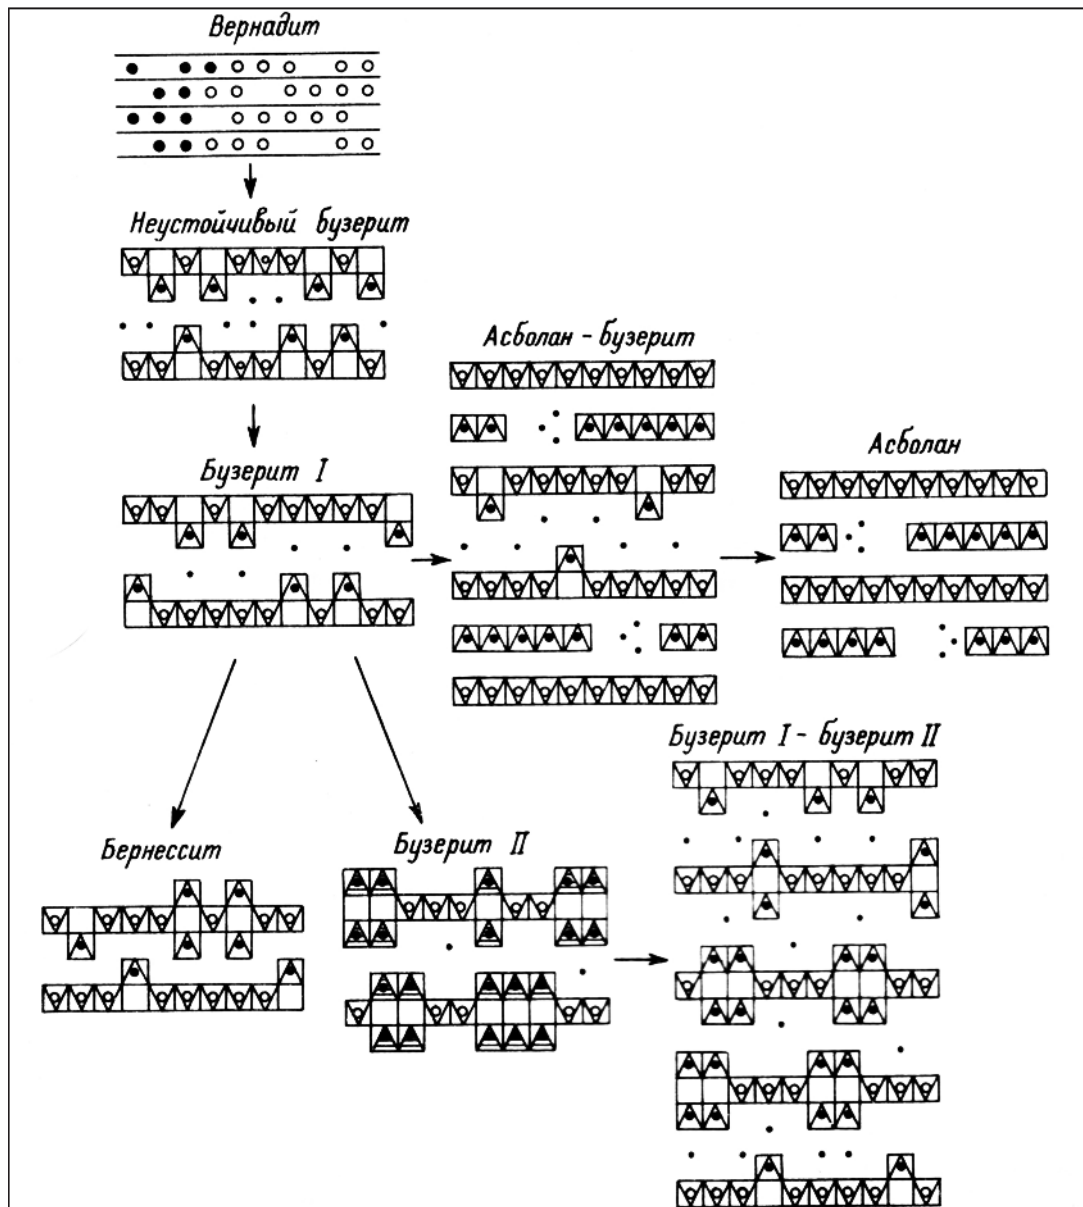 Вернадит
Неустойчивый бузерит
Асболан - бузерит
Асболан
Бузерит I
Бузерит I - бузерит II
Бернессит
Бузерит II